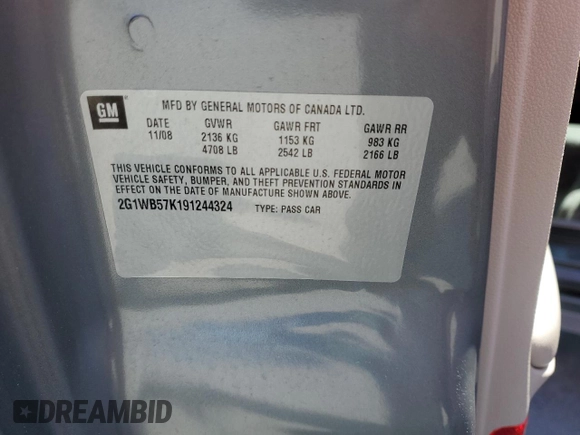 GM
MFD BY GENERAL MOTORS OF CANADA LTD.
DATE GVWR GAWR FRT GAWR RR
11/08 2136 KG 1153 KG 983 KG
4708 LB 2542 LB 2166 LB
THIS VEHICLE CONFORMS TO ALL APPLICABLE U.S. FEDERAL MOTOR
VEHICLE SAFETY, BUMPER, AND THEFT PREVENTION STANDARDS IN
EFFECT ON THE DATE OF MANUFACTURE SHOWN ABOVE.
2G1WB57K191244324 TYPE: PASS CAR
DREAMBID